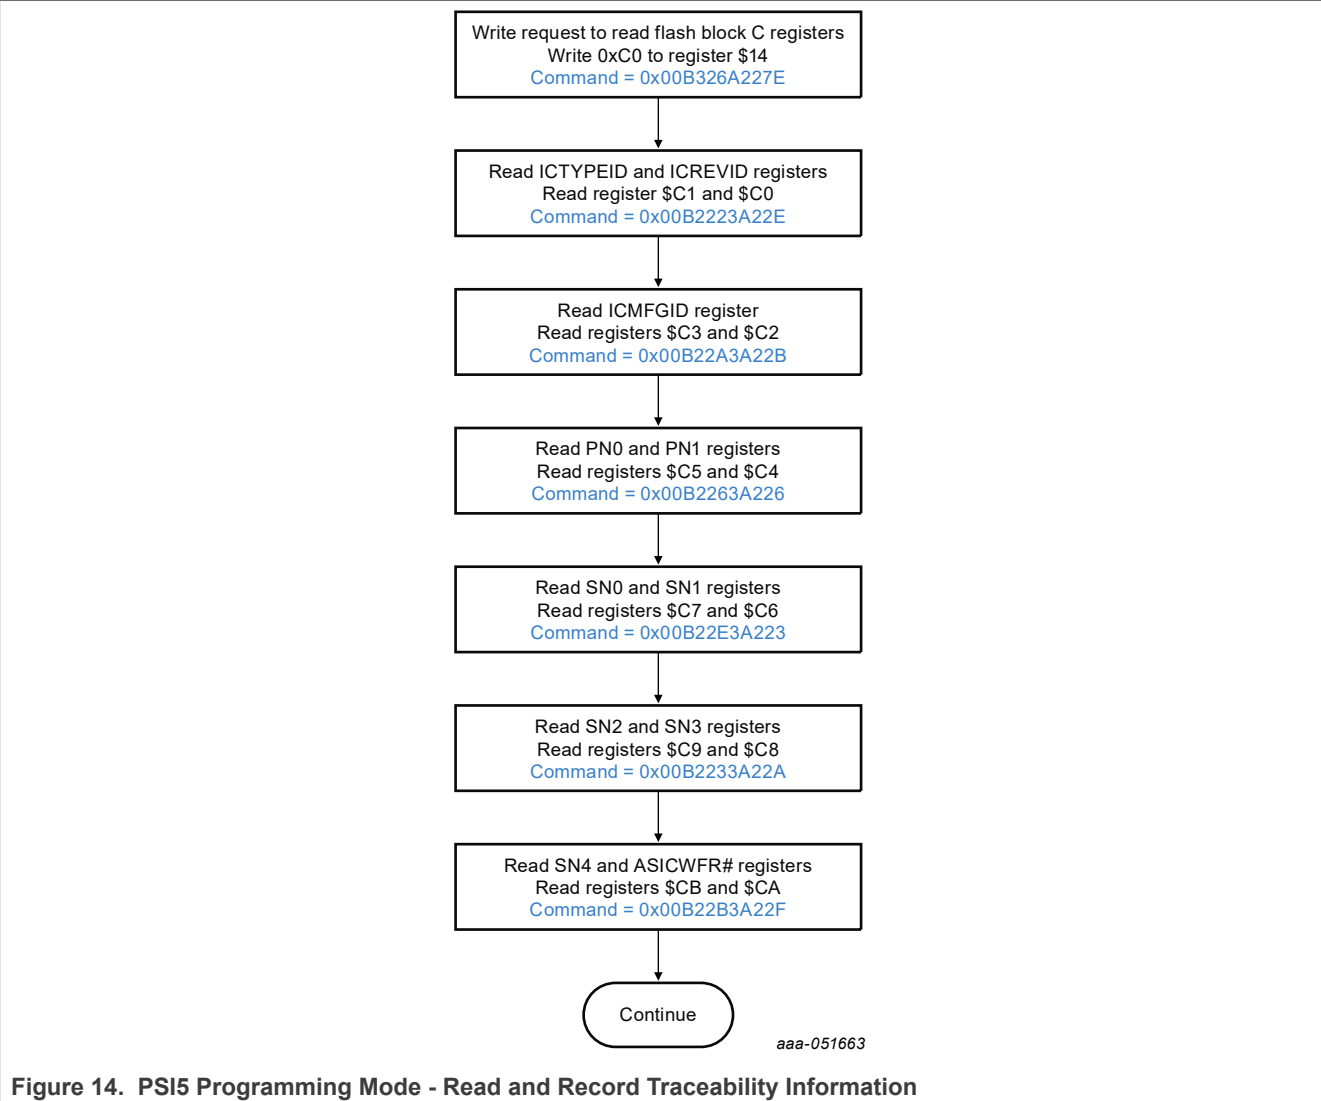 Write request to read flash block C registers
Write 0xC0 to register $14
Command = 0x00B326A227E
Read ICTYPEID and ICREVID registers
Read register $C1 and $C0
Command = 0x00B2223A22E
Read ICMFGID register
Read registers $C3 and $C2
Command = 0x00B22A3A22B
Read PN0 and PN1 registers
Read registers $C5 and $C4
Command = 0x00B2263A226
Read SN0 and SN1 registers
Read registers $C7 and $C6
Command = 0x00B22E3A223
Read SN2 and SN3 registers
Read registers $C9 and $C8
Command = 0x00B2233A22A
Read SN4 and ASICWFR# registers
Read registers $CB and $CA
Command = 0x00B22B3A22F
Continue
aaa-051663
Figure 14. PSI5 Programming Mode - Read and Record Traceability Information